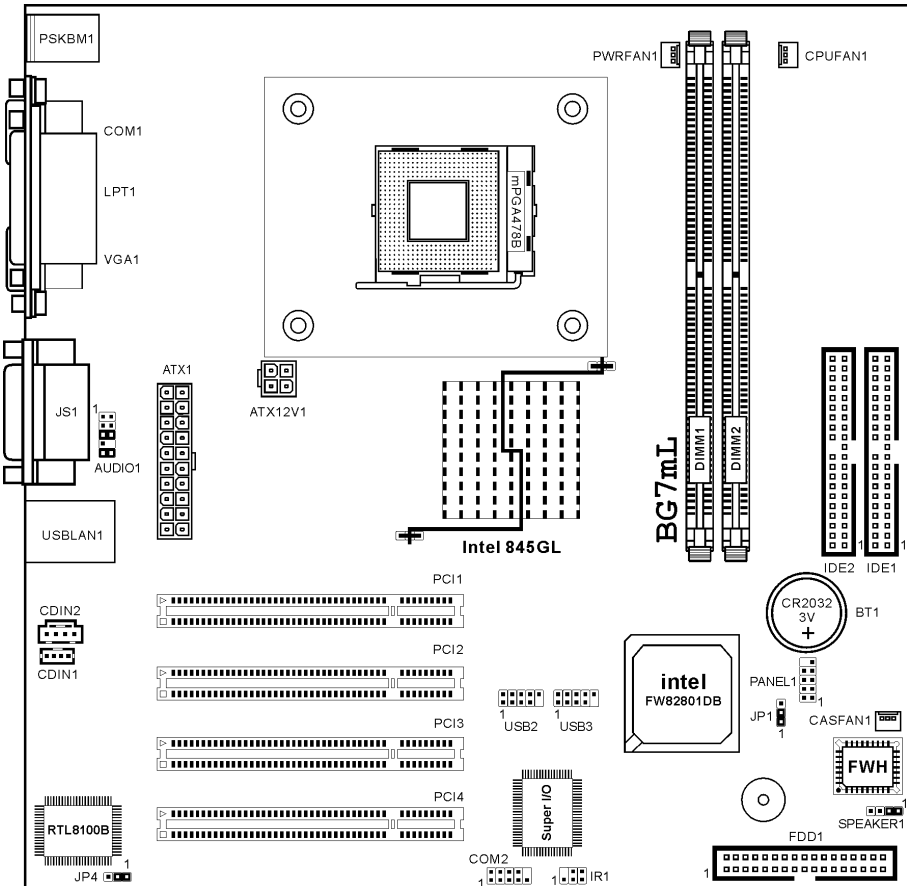 PSKBM1
PWRFAN1
CPUFAN1
COM1
LPT1
VGA1
mPGA478B
ATX1
ATX12V1
JS1
1
AUDIO1
DIMM1
DIMM2
BG7mL
USBLAN1
Intel 845GL
1
1
IDE2
IDE1
PCI1
CR2032
3V
+
BT1
CDIN2
CDIN1
PCI2
intel
FW82801DB
PANEL1
1
1
USB2
1
USB3
JP1
1
CASFAN1
PCI3
FWH
PCI4
Super I/O
RTL8100B
1
SPEAKER1
FDD1
1
JP4
1
COM2
1
1
IR1
1